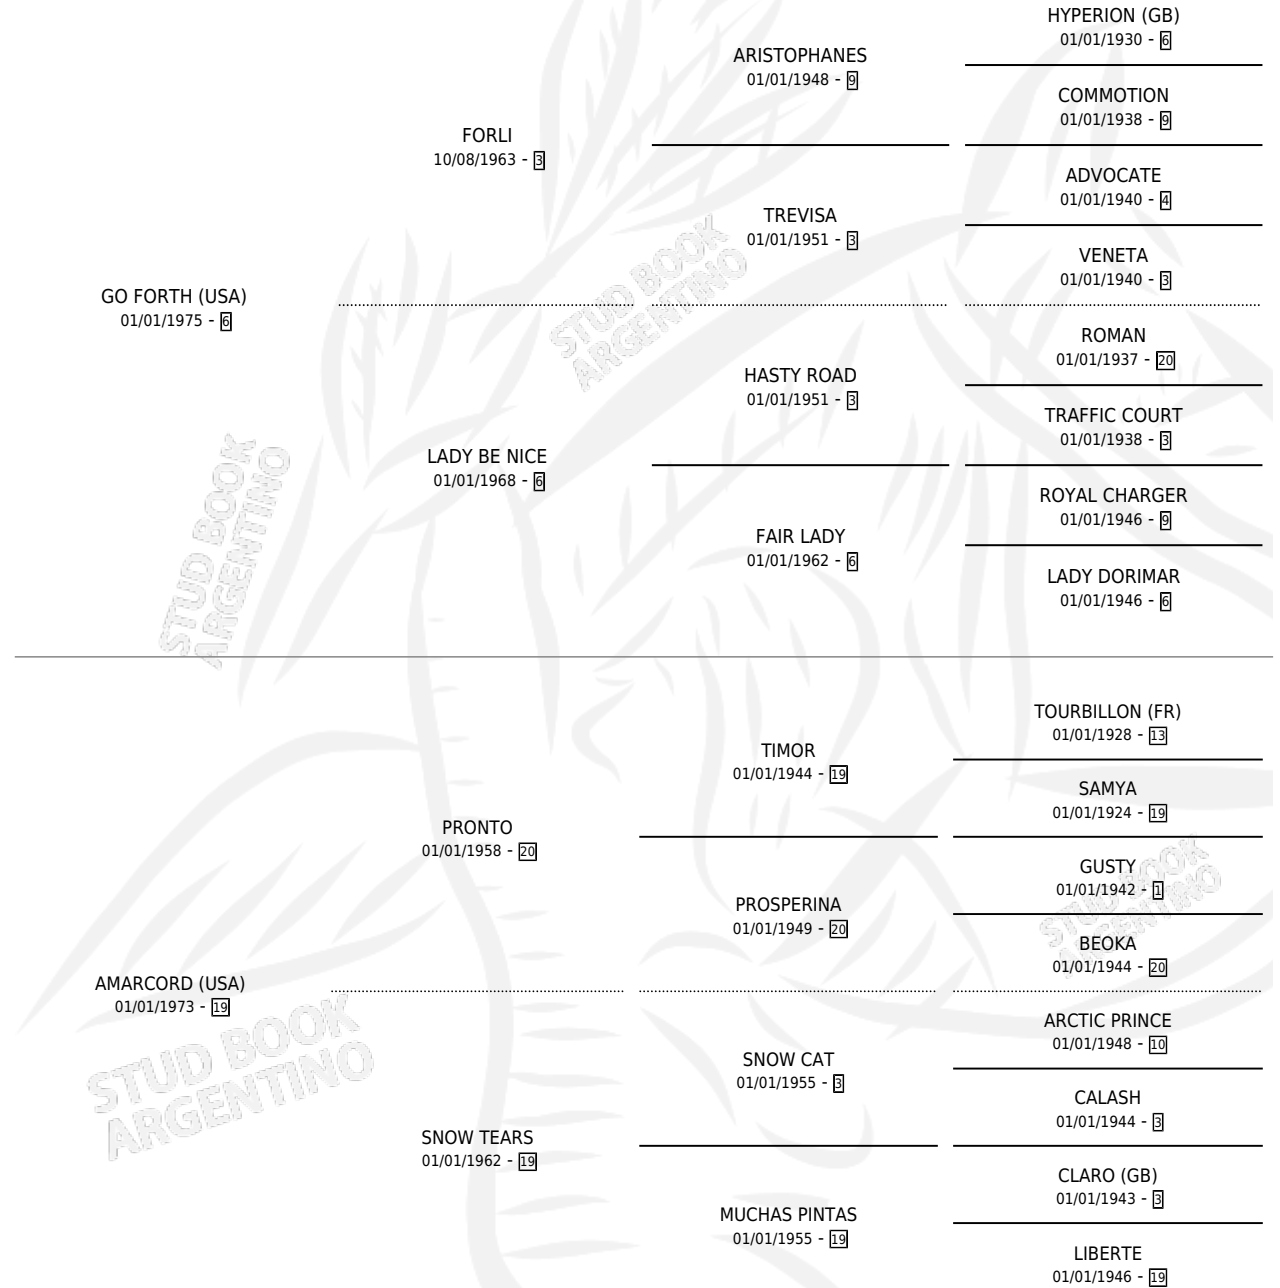 HYPERION (GB)
01/01/1930 - 6
ARISTOPHANES
01/01/1948 - 9
COMMOTION
01/01/1938 - 9
FORLI
10/08/1963 - 3
ADVOCATE
01/01/1940 - 4
TREVISA
01/01/1951 - 3
VENETA
01/01/1940 - 3
GO FORTH (USA)
01/01/1975 - 6
ROMAN
01/01/1937 - 20
HASTY ROAD
01/01/1951 - 3
TRAFFIC COURT
01/01/1938 - 3
LADY BE NICE
01/01/1968 - 6
ROYAL CHARGER
01/01/1946 - 9
FAIR LADY
01/01/1962 - 6
LADY DORIMAR
01/01/1946 - 6
STUD BOOK
ARGENTINO
STUD BOOK
ARGENTINO
TOURBILLON (FR)
01/01/1928 - 13
TIMOR
01/01/1944 - 19
SAMYA
01/01/1924 - 19
PRONTO
01/01/1958 - 20
GUSTY
01/01/1942 - 1
PROSPERINA
01/01/1949 - 20
BEOKA
01/01/1944 - 20
AMARCORD (USA)
01/01/1973 - 19
ARCTIC PRINCE
01/01/1948 - 10
SNOW CAT
01/01/1955 - 3
CALASH
01/01/1944 - 3
SNOW TEARS
01/01/1962 - 19
CLARO (GB)
01/01/1943 - 3
MUCHAS PINTAS
01/01/1955 - 19
LIBERTE
01/01/1946 - 19
STUD BOOK
ARGENTINO
STUD BOOK
ARGENTINO